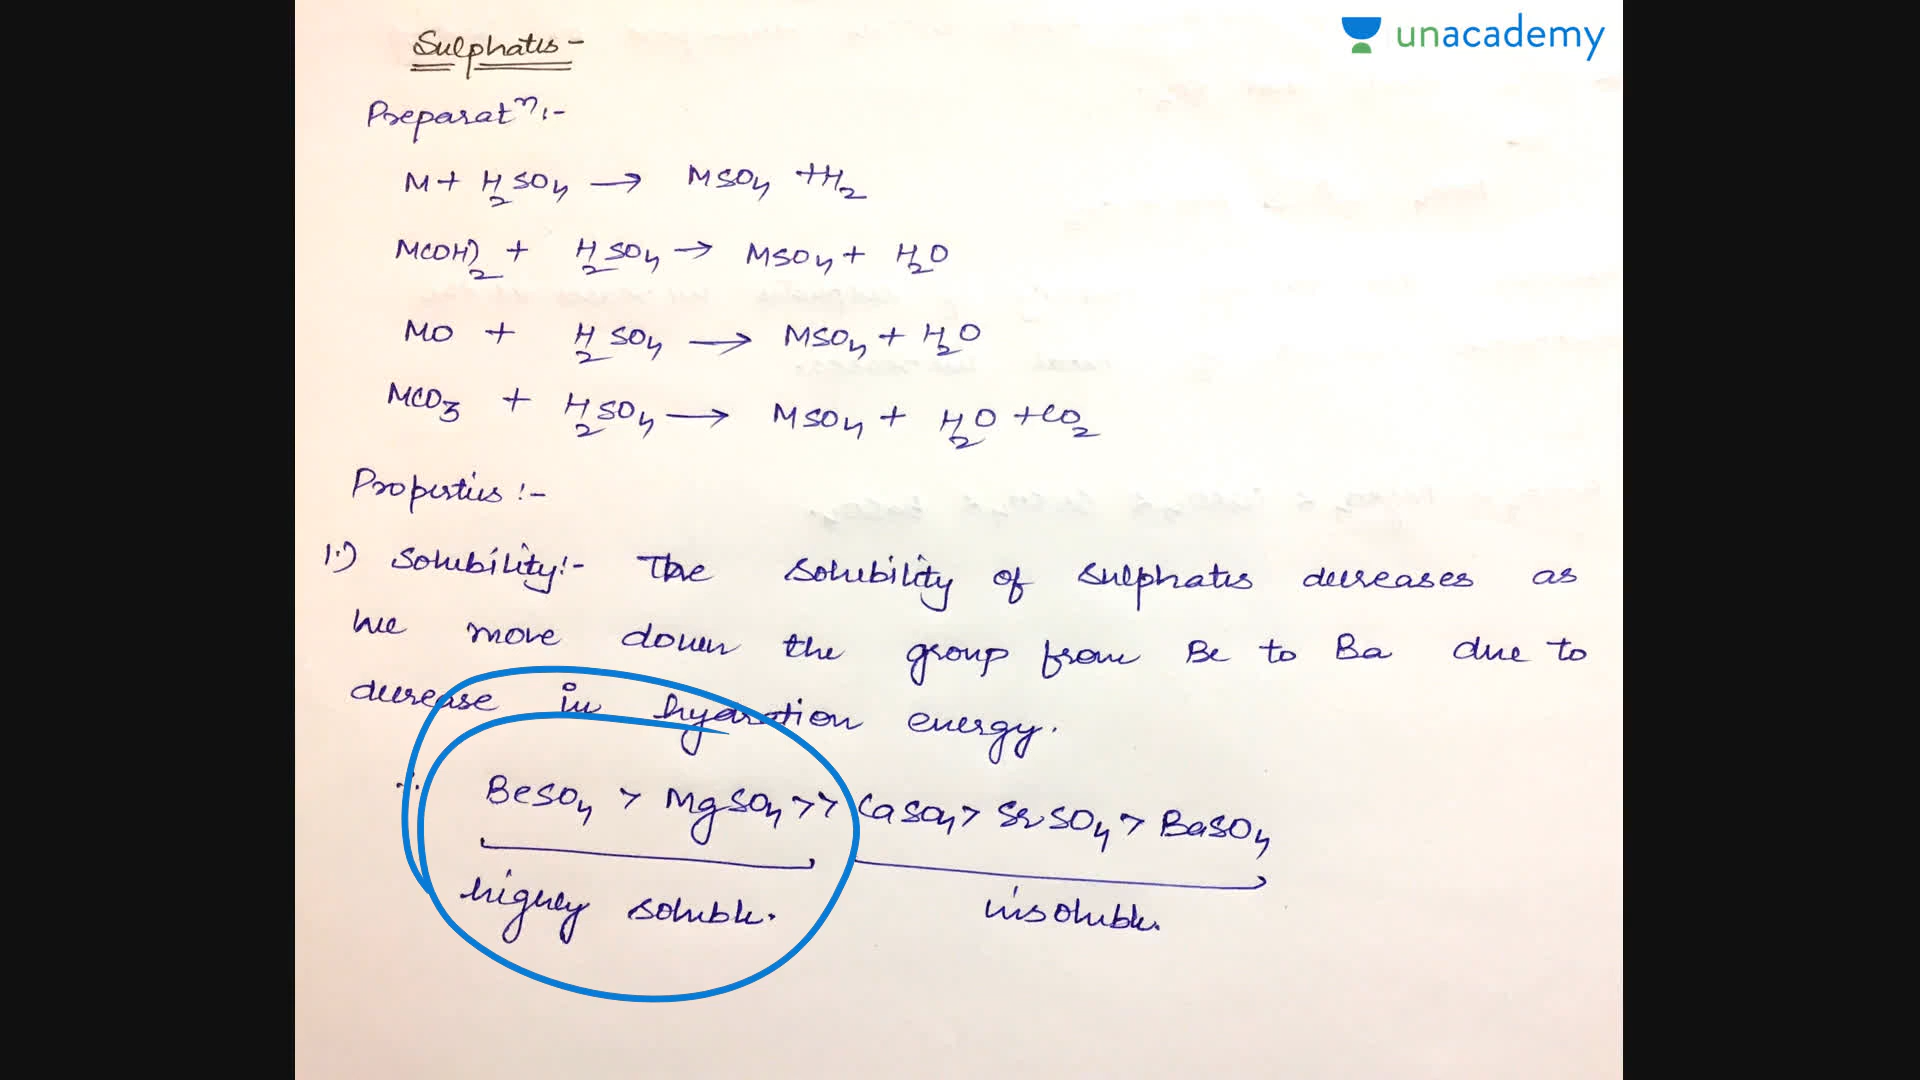 unacademy
Sulphates -
Preparatn:-
M + H2SO4 → MSO4 + H2
M(OH)2 + H2SO4 → MSO4 + H2O
MO + H2SO4 → MSO4 + H2O
MCO3 + H2SO4 → MSO4 + H2O + CO2
Properties :-
1.) Solubility:- The solubility of sulphates decreases as
we move down the group from Be to Ba due to
decrease in hydration energy.
∴ BeSO4 > MgSO4 >> CaSO4 > SrSO4 > BaSO4
highly soluble. insoluble.